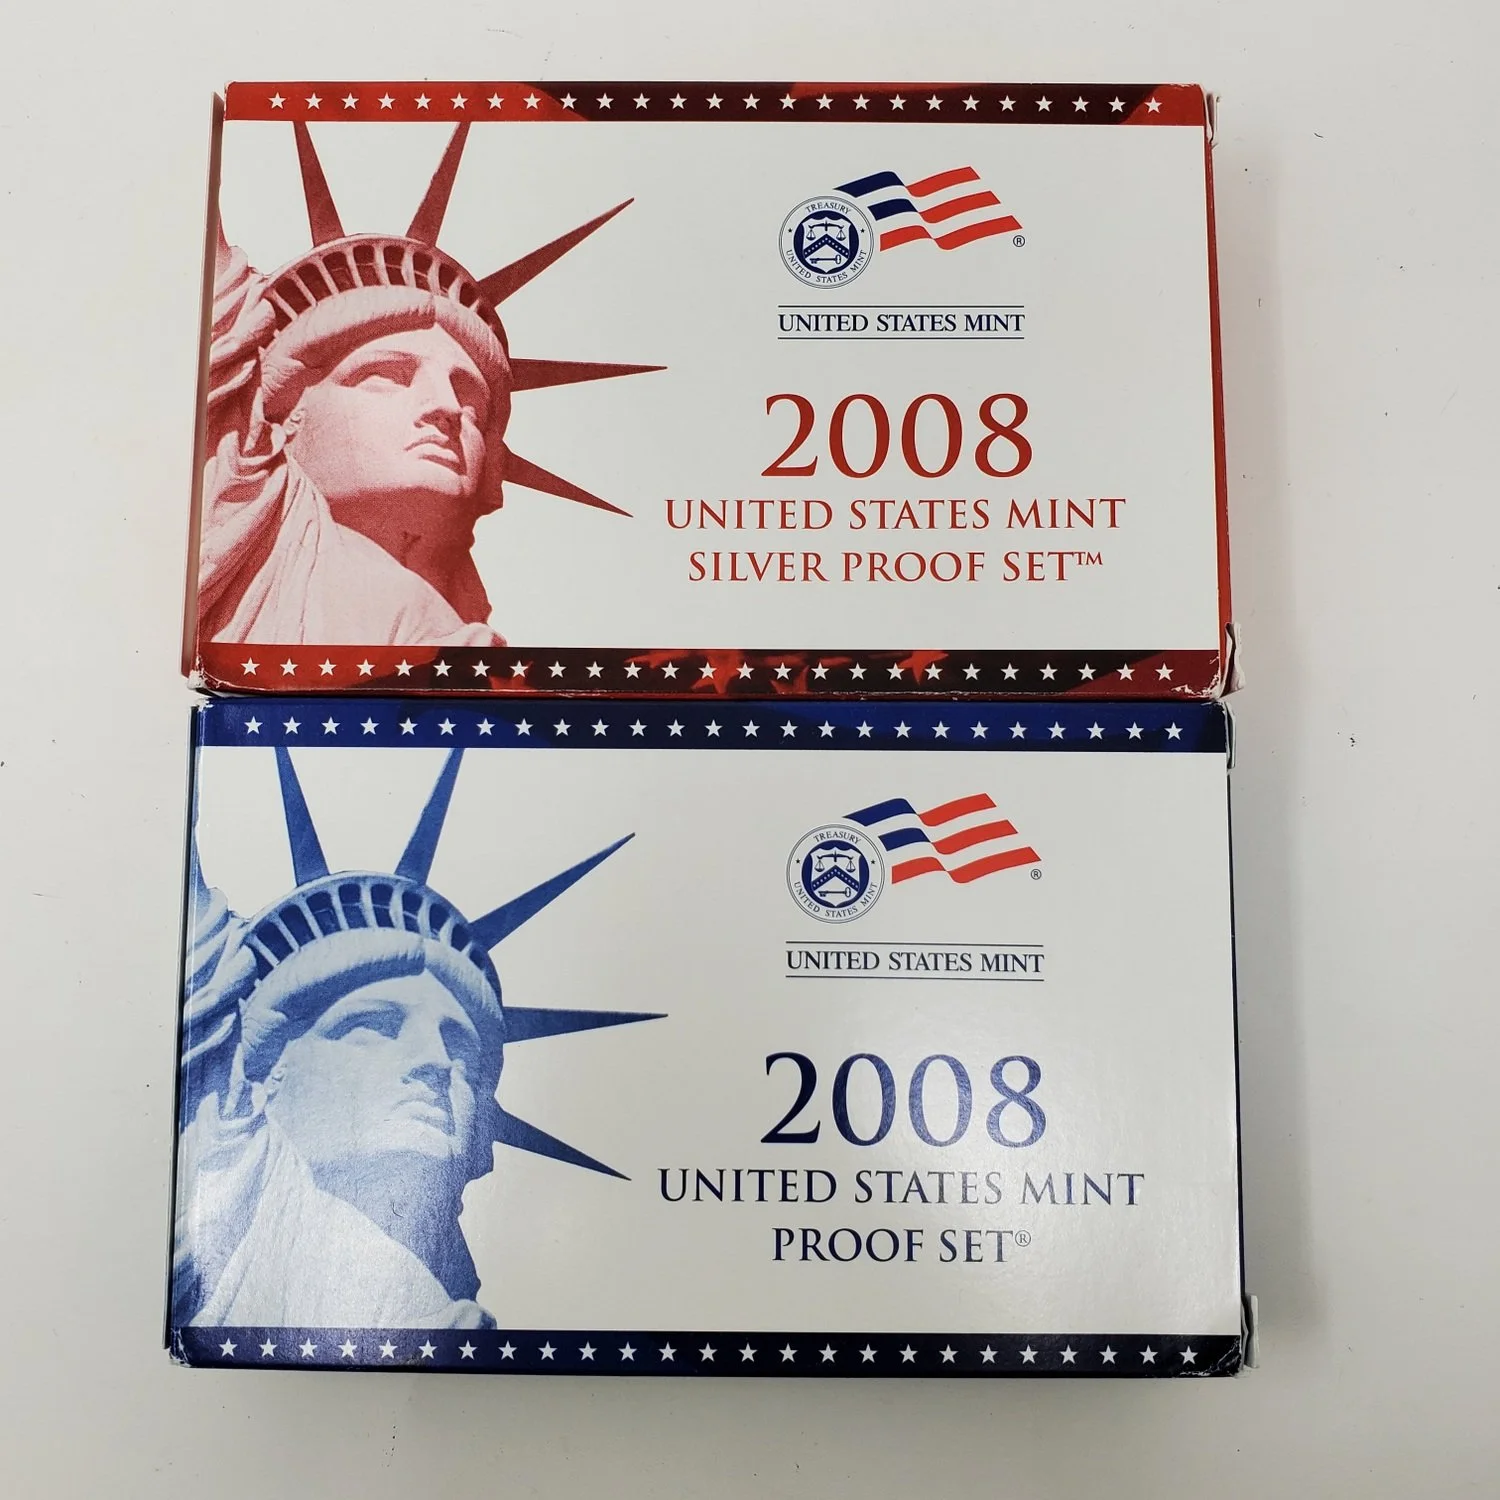 TREASURY
UNITED STATES MINT
®
UNITED STATES MINT
2008
UNITED STATES MINT
SILVER PROOF SET™
TREASURY
UNITED STATES MINT
®
UNITED STATES MINT
2008
UNITED STATES MINT
PROOF SET®